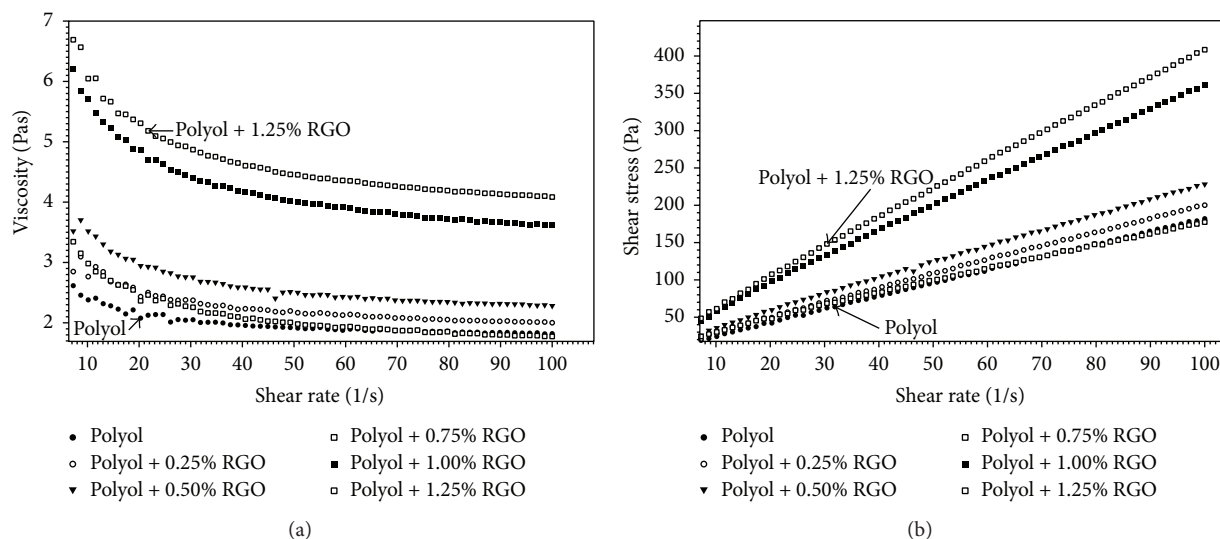 7
6
5
4
3
2
Viscosity (Pas)
Polyol + 1.25% RGO
Polyol
10 20 30 40 50 60 70 80 90 100
Shear rate (1/s)
Polyol
Polyol + 0.25% RGO
Polyol + 0.50% RGO
Polyol + 0.75% RGO
Polyol + 1.00% RGO
Polyol + 1.25% RGO
(a)
400
350
300
250
200
150
100
50
Shear stress (Pa)
Polyol + 1.25% RGO
Polyol
10 20 30 40 50 60 70 80 90 100
Shear rate (1/s)
Polyol
Polyol + 0.25% RGO
Polyol + 0.50% RGO
Polyol + 0.75% RGO
Polyol + 1.00% RGO
Polyol + 1.25% RGO
(b)